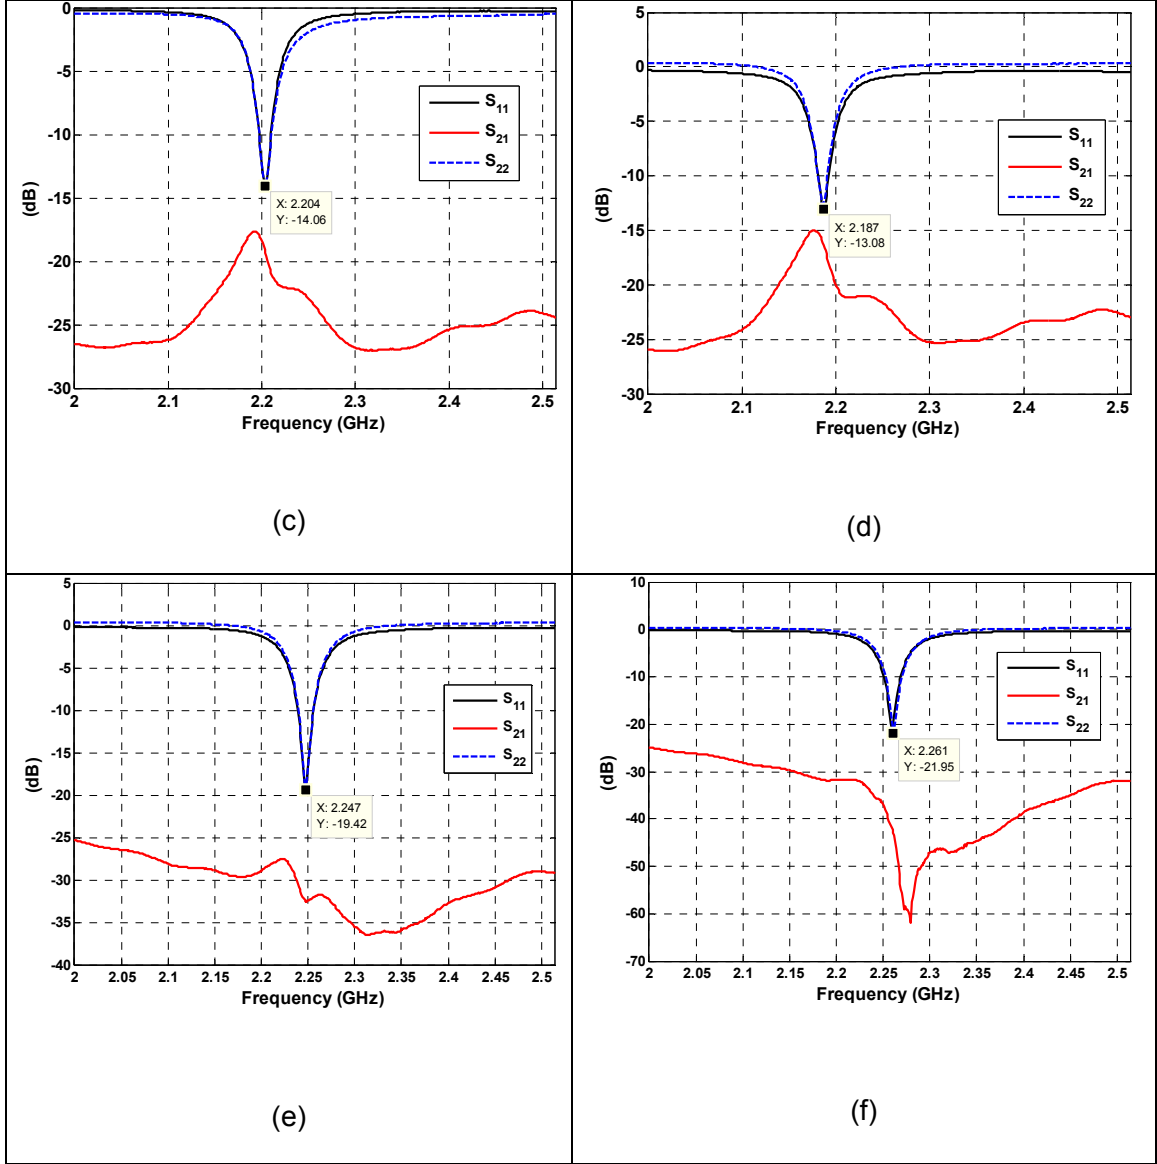 0
-5
-10
-15
-20
-25
-30
(dB)
S11
S21
S22
X: 2.204
Y: -14.06
2 2.1 2.2 2.3 2.4 2.5
Frequency (GHz)
(c)
5
0
-5
-10
-15
-20
-25
-30
(dB)
S11
S21
S22
X: 2.187
Y: -13.08
2 2.1 2.2 2.3 2.4 2.5
Frequency (GHz)
(d)
5
0
-5
-10
-15
-20
-25
-30
-35
-40
(dB)
S11
S21
S22
X: 2.247
Y: -19.42
2 2.05 2.1 2.15 2.2 2.25 2.3 2.35 2.4 2.45 2.5
Frequency (GHz)
(e)
10
0
-10
-20
-30
-40
-50
-60
-70
(dB)
S11
S21
S22
X: 2.261
Y: -21.95
2 2.05 2.1 2.15 2.2 2.25 2.3 2.35 2.4 2.45 2.5
Frequency (GHz)
(f)